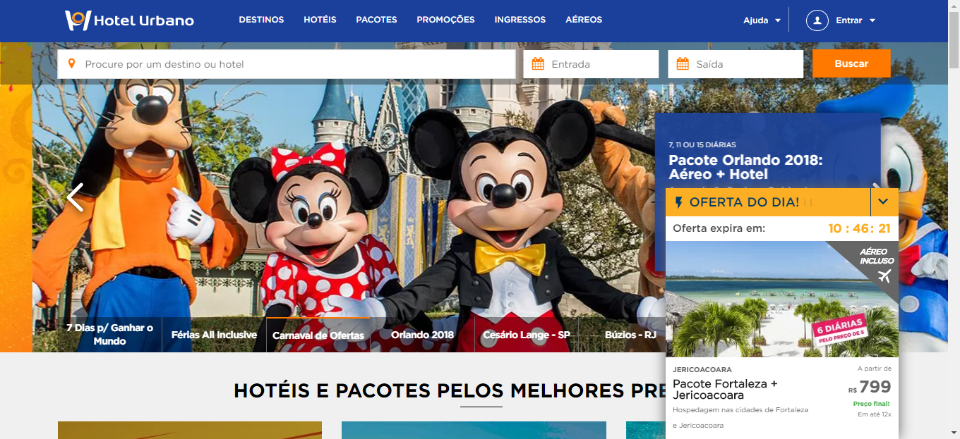 Hotel Urbano
DESTINOS HOTÉIS PACOTES PROMOÇÕES INGRESSOS AÉREOS
Ajuda
Entrar
Procure por um destino ou hotel
Entrada
Saída
Buscar
7, 11 OU 15 DIÁRIAS
Pacote Orlando 2018:
Aéreo + Hotel
OFERTA DO DIA!
Oferta expira em: 10 : 46 : 21
AÉREO
INCLUSO
6 DIÁRIAS
PELO PREÇO DE 5
7 Dias p/ Ganhar o
Mundo
Férias All Inclusive
Carnaval de Ofertas
Orlando 2018
Cesário Lange - SP
Búzios - RJ
JERICOACOARA
A partir de
Pacote Fortaleza +
Jericoacoara
R$ 799
Preço final!
Hospedagem nas cidades de Fortaleza
e Jericoacoara
Em até 12x
HOTÉIS E PACOTES PELOS MELHORES PRE